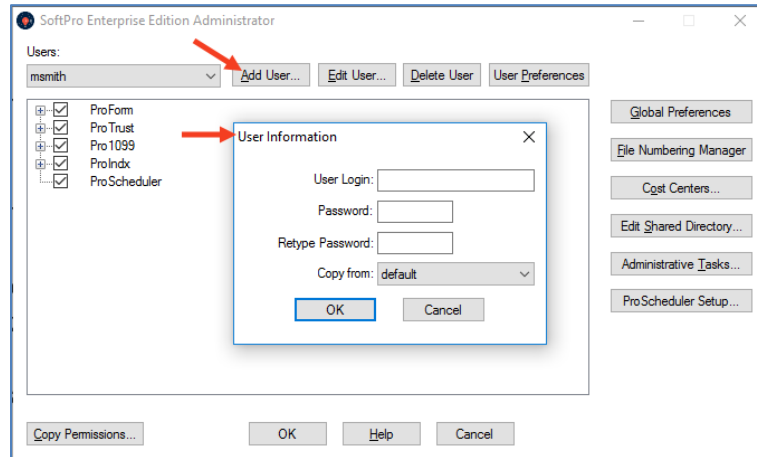 SoftPro Enterprise Edition Administrator
Users:
msmith
Add User...
Edit User...
Delete User
User Preferences
ProForm
ProTrust
Pro1099
ProIndx
ProScheduler
User Information
User Login:
Password:
Retype Password:
Copy from: default
OK
Cancel
Global Preferences
File Numbering Manager
Cost Centers...
Edit Shared Directory...
Administrative Tasks...
ProScheduler Setup...
Copy Permissions...
OK
Help
Cancel